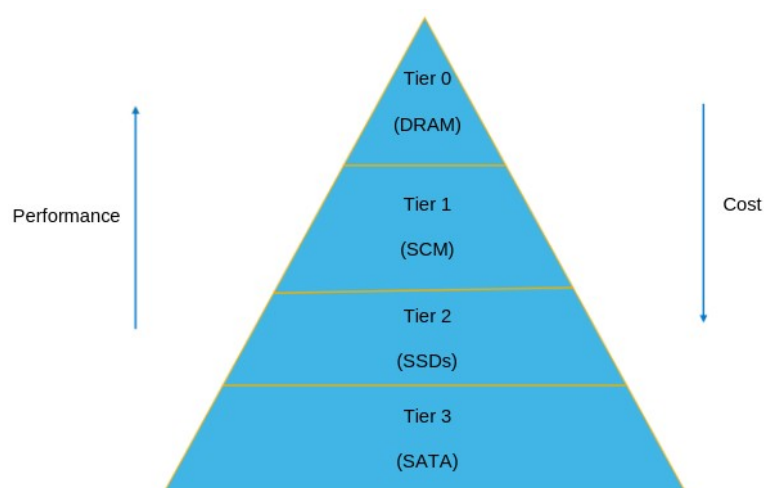 Tier 0
(DRAM)
Tier 1
(SCM)
Performance
Cost
Tier 2
(SSDs)
Tier 3
(SATA)